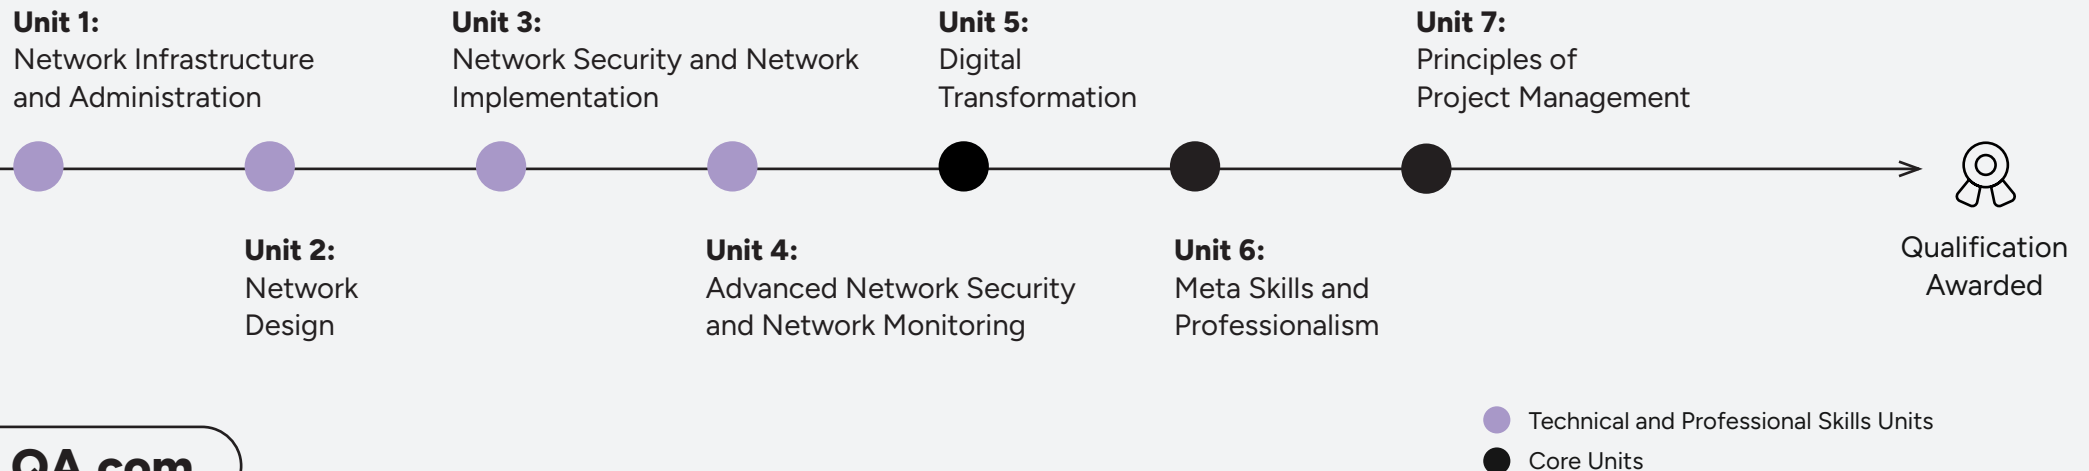 Unit 1:
Network Infrastructure
and Administration
Unit 2:
Network
Design
Unit 3:
Network Security and Network
Implementation
Unit 4:
Advanced Network Security
and Network Monitoring
Unit 5:
Digital
Transformation
Unit 6:
Meta Skills and
Professionalism
Unit 7:
Principles of
Project Management
Qualification
Awarded
Technical and Professional Skills Units
Core Units
QA.com